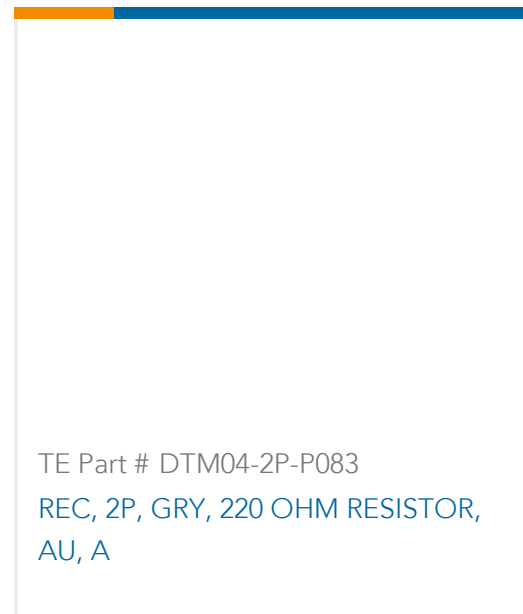 TE Part # DTM04-2P-P083
REC, 2P, GRY, 220 OHM RESISTOR,
AU, A